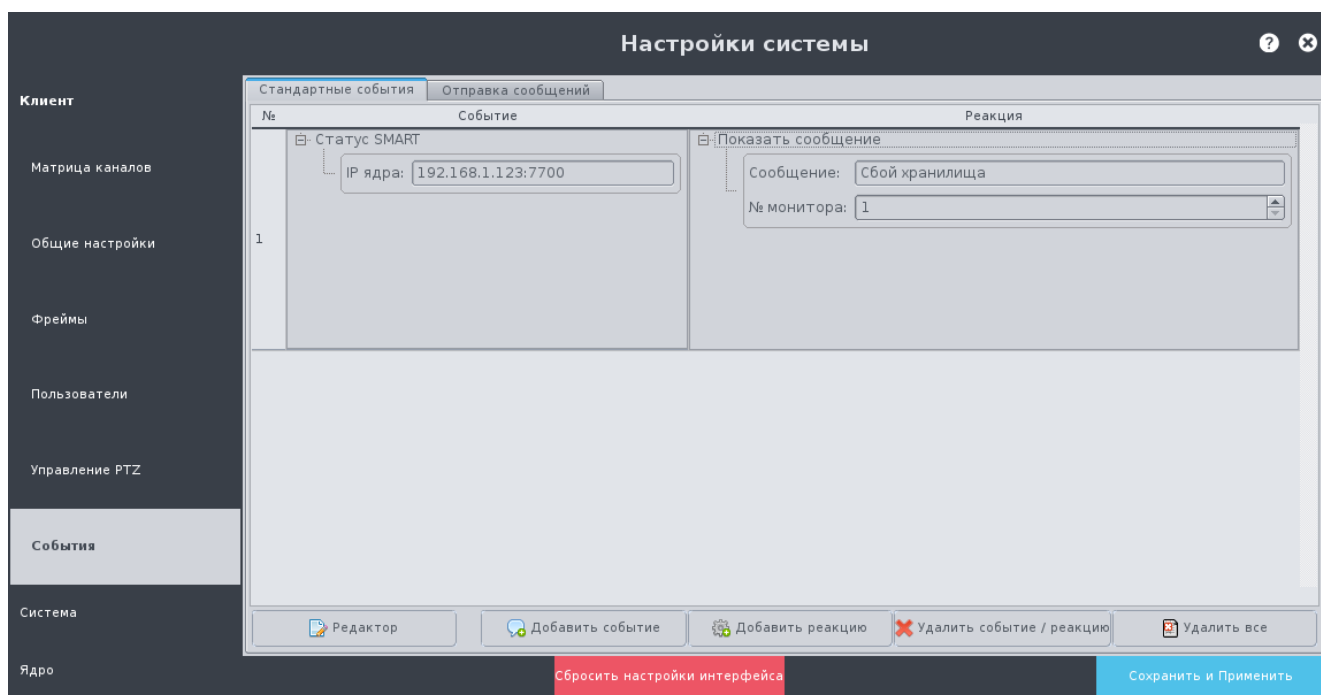 Настройки системы
?
Клиент
Матрица каналов
Общие настройки
Фреймы
Пользователи
Управление PTZ
События
Система
Ядро
Стандартные события
Отправка сообщений
№
Событие
Реакция
1
Статус SMART
IP ядра: 192.168.1.123:7700
Показать сообщение
Сообщение: Сбой хранилища
№ монитора: 1
Редактор
Добавить событие
Добавить реакцию
Удалить событие / реакцию
Удалить все
Сбросить настройки интерфейса
Сохранить и Применить